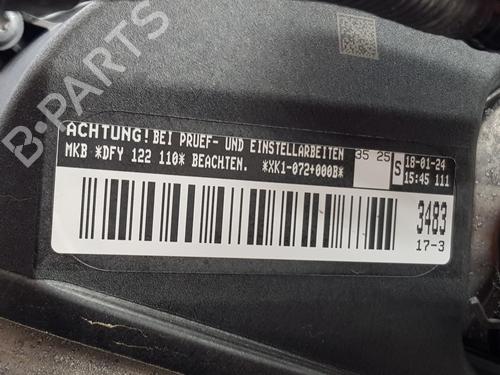 ACHTUNG! BEI PRUEF- UND EINSTELLARBEITEN
MKB *DFY 122 110* BEACHTEN. *XK1-072+000B*
35 25
S
18-01-24
15:45 111
3483
17-3
B-PARTS